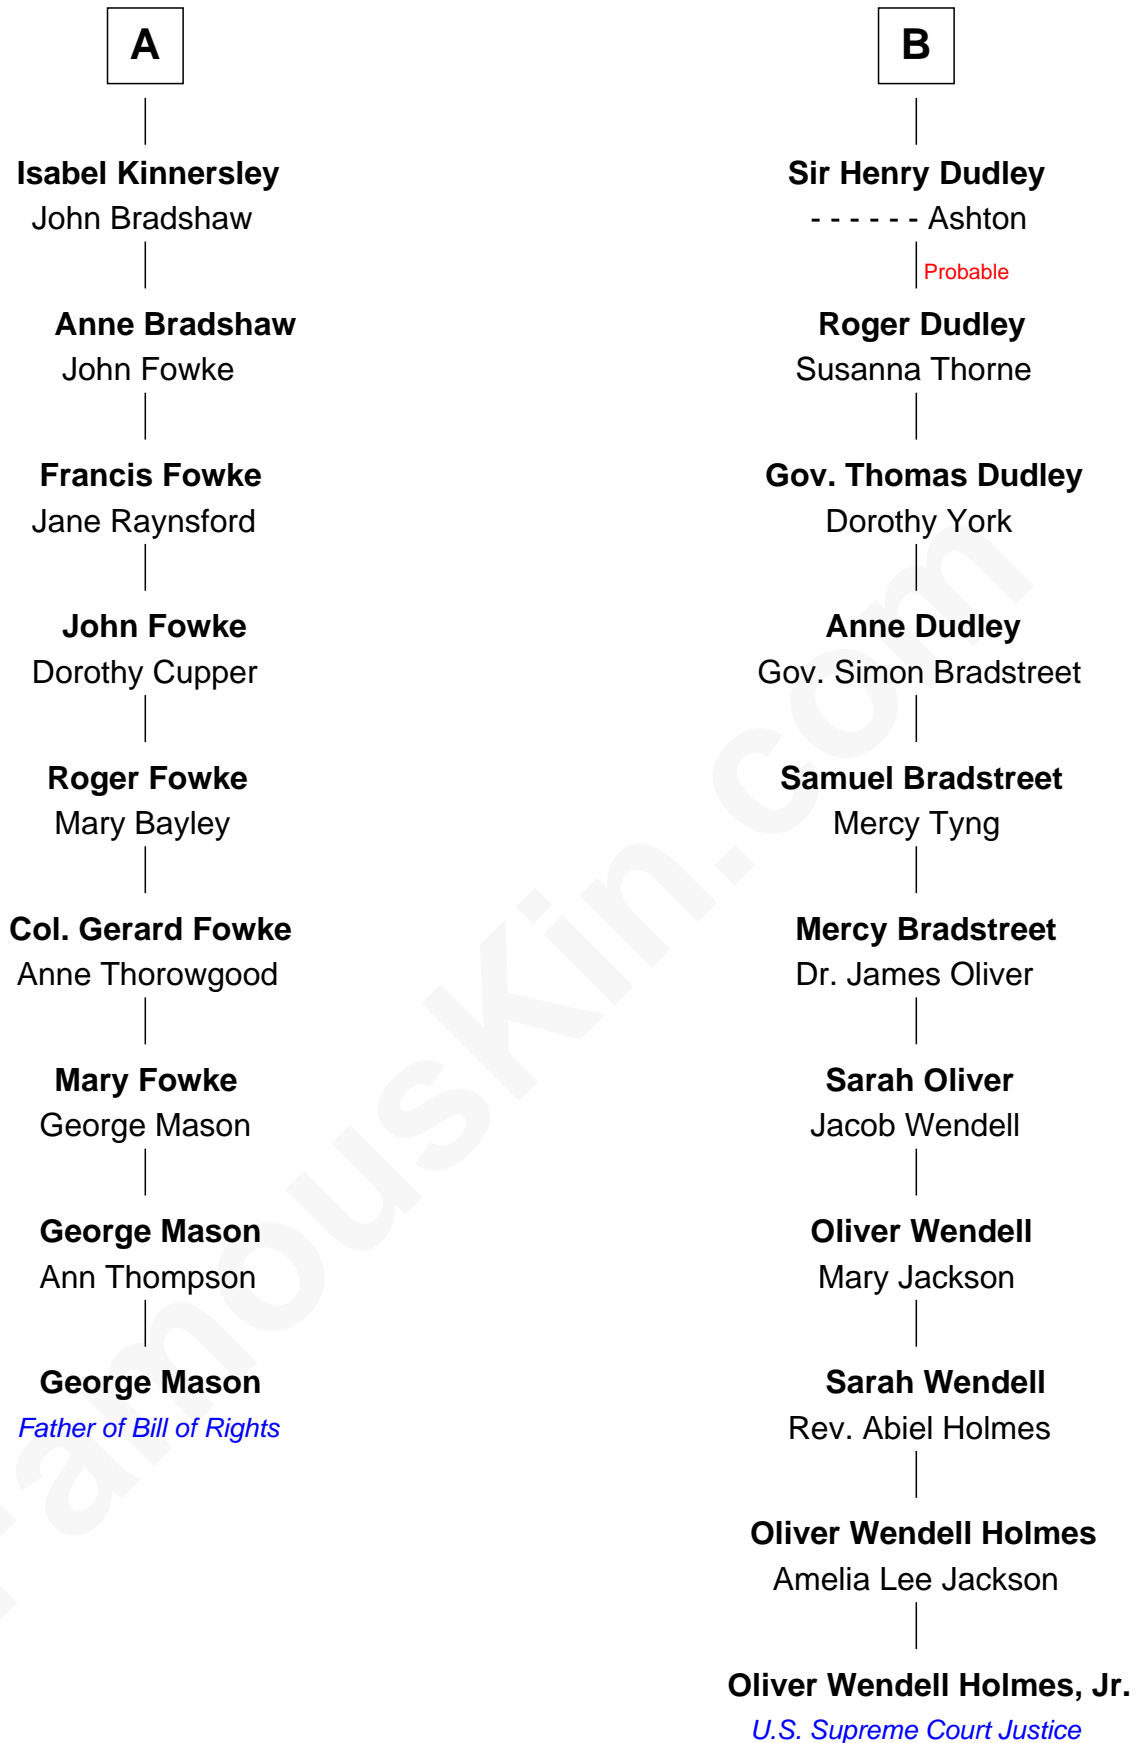 A
Isabel Kinnersley
John Bradshaw
Anne Bradshaw
John Fowke
Francis Fowke
Jane Raynsford
John Fowke
Dorothy Cupper
Roger Fowke
Mary Bayley
Col. Gerard Fowke
Anne Thorowgood
Mary Fowke
George Mason
George Mason
Ann Thompson
George Mason
Father of Bill of Rights
B
Sir Henry Dudley
- - - - - - Ashton
Probable
Roger Dudley
Susanna Thorne
Gov. Thomas Dudley
Dorothy York
Anne Dudley
Gov. Simon Bradstreet
Samuel Bradstreet
Mercy Tyng
Mercy Bradstreet
Dr. James Oliver
Sarah Oliver
Jacob Wendell
Oliver Wendell
Mary Jackson
Sarah Wendell
Rev. Abiel Holmes
Oliver Wendell Holmes
Amelia Lee Jackson
Oliver Wendell Holmes, Jr.
U.S. Supreme Court Justice
FamousKin.com